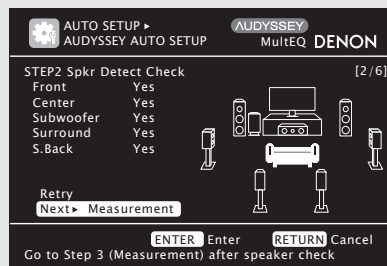 AUTO SETUP ▸
AUDYSSEY AUTO SETUP
AUDYSSEY
MultEQ DENON
STEP2 Spkr Detect Check [2/6]
Front Yes
Center Yes
Subwoofer Yes
Surround Yes
S.Back Yes
Retry
Next▸ Measurement
ENTER Enter RETURN Cancel
Go to Step 3 (Measurement) after speaker check